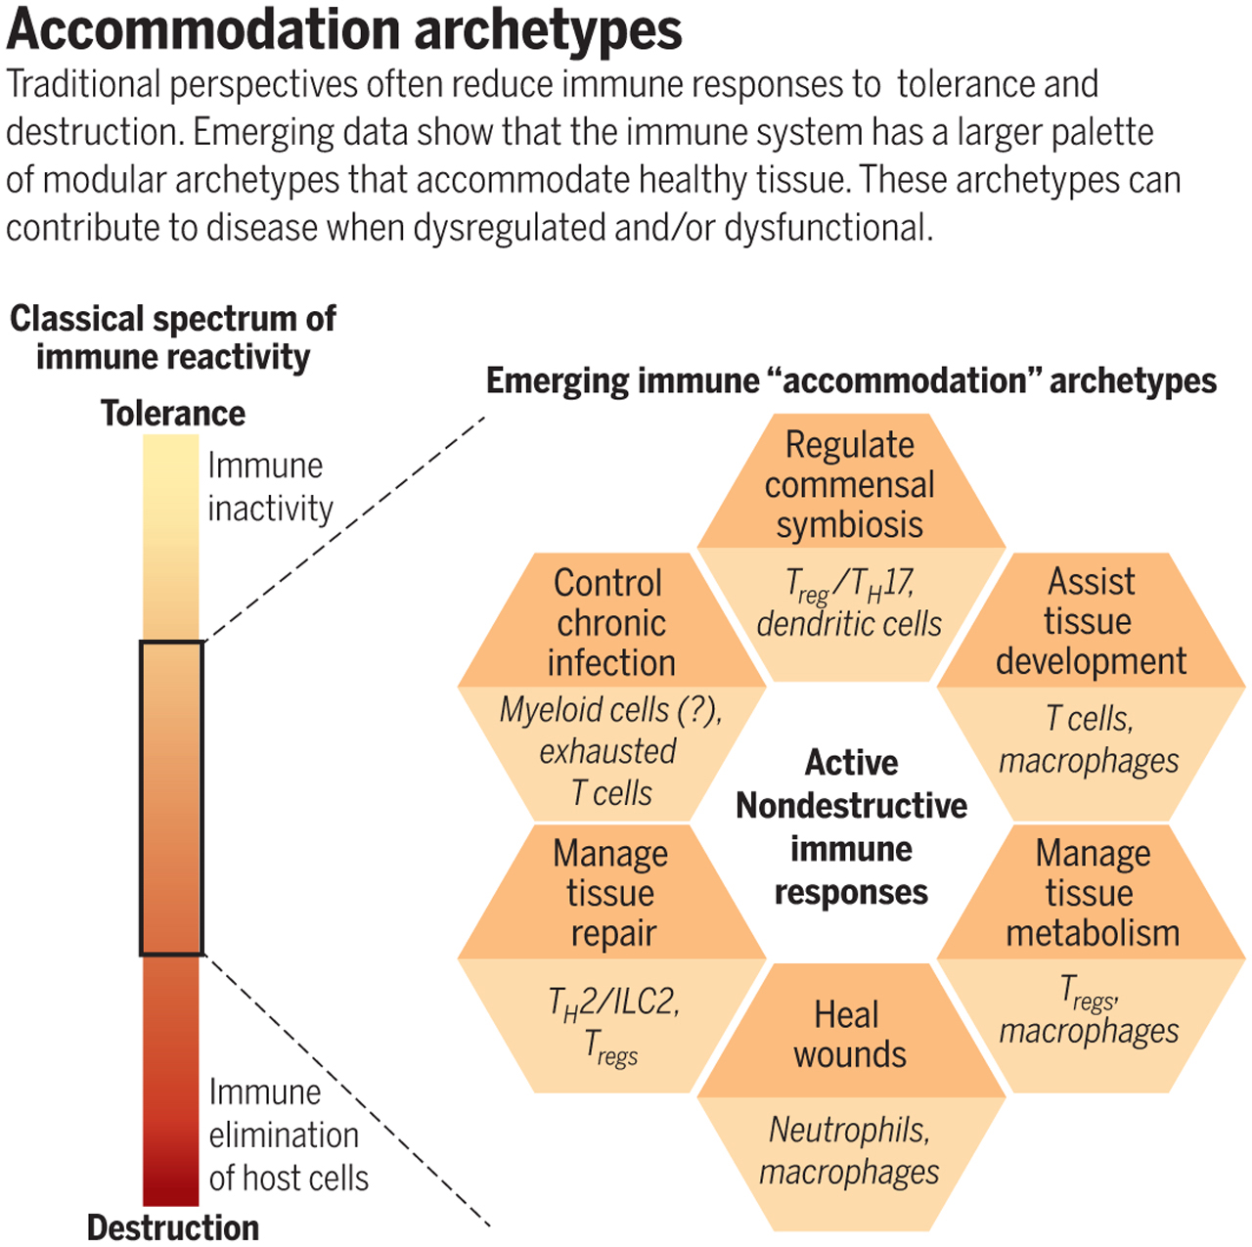 Accommodation archetypes
Traditional perspectives often reduce immune responses to tolerance and
destruction. Emerging data show that the immune system has a larger palette
of modular archetypes that accommodate healthy tissue. These archetypes can
contribute to disease when dysregulated and/or dysfunctional.
Classical spectrum of
immune reactivity
Tolerance
Immune
inactivity
Immune
elimination
of host cells
Destruction
Emerging immune “accommodation” archetypes
Regulate
commensal
symbiosis
Treg/TH17,
dendritic cells
Control
chronic
infection
Myeloid cells (?),
exhausted
T cells
Assist
tissue
development
T cells,
macrophages
Active
Nondestructive
immune
responses
Manage
tissue
repair
TH2/ILC2,
Tregs
Manage
tissue
metabolism
Tregs,
macrophages
Heal
wounds
Neutrophils,
macrophages